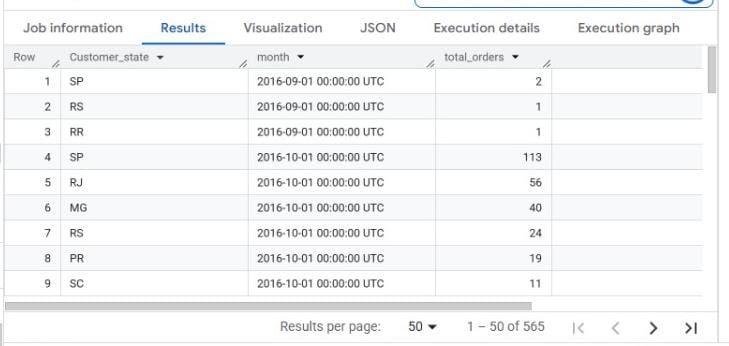 Job information Results Visualization JSON Execution details Execution graph
Row Customer_state month total_orders
1 SP 2016-09-01 00:00:00 UTC 2
2 RS 2016-09-01 00:00:00 UTC 1
3 RR 2016-09-01 00:00:00 UTC 1
4 SP 2016-10-01 00:00:00 UTC 113
5 RJ 2016-10-01 00:00:00 UTC 56
6 MG 2016-10-01 00:00:00 UTC 40
7 RS 2016-10-01 00:00:00 UTC 24
8 PR 2016-10-01 00:00:00 UTC 19
9 SC 2016-10-01 00:00:00 UTC 11
Results per page: 50 1 – 50 of 565